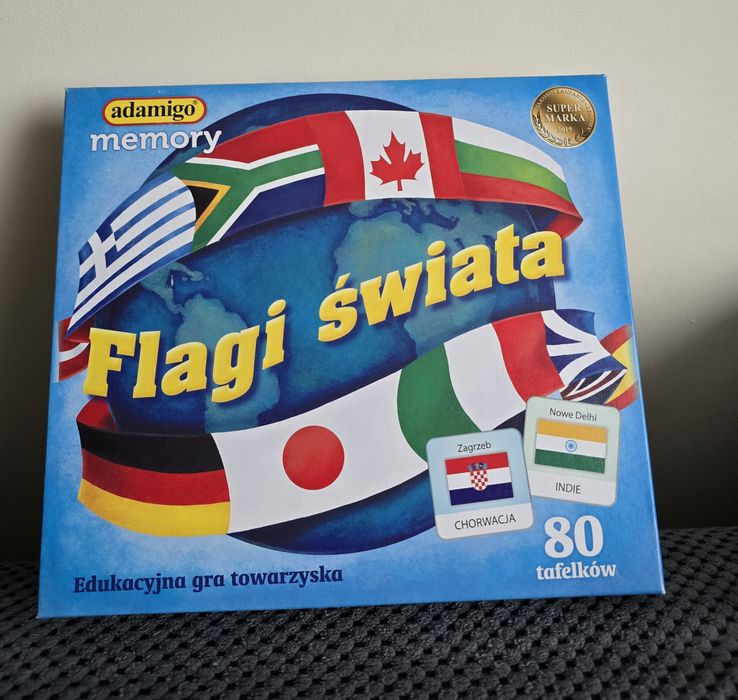 adamigo®
memory
SUPER
MARKA
2019
Flagi świata
Nowe Delhi
INDIE
Zagrzeb
CHORWACJA
80
tafelków
Edukacyjna gra towarzyska